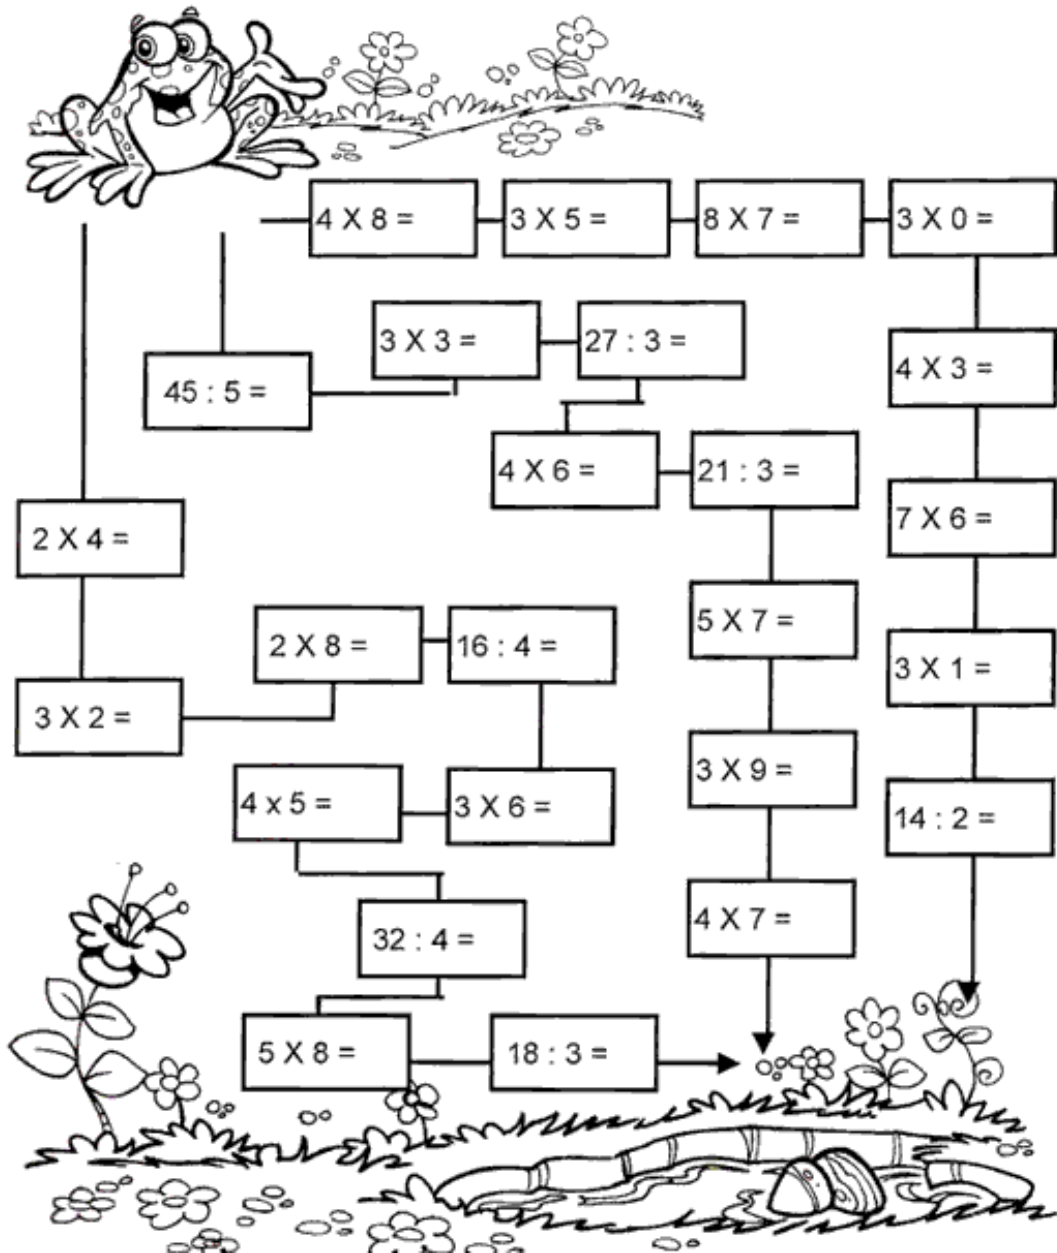 4 X 8 =
3 X 5 =
8 X 7 =
3 X 0 =
3 X 3 =
27 : 3 =
4 X 3 =
45 : 5 =
4 X 6 =
21 : 3 =
7 X 6 =
2 X 4 =
5 X 7 =
2 X 8 =
16 : 4 =
3 X 1 =
3 X 2 =
3 X 9 =
4 x 5 =
3 X 6 =
14 : 2 =
4 X 7 =
32 : 4 =
5 X 8 =
18 : 3 =